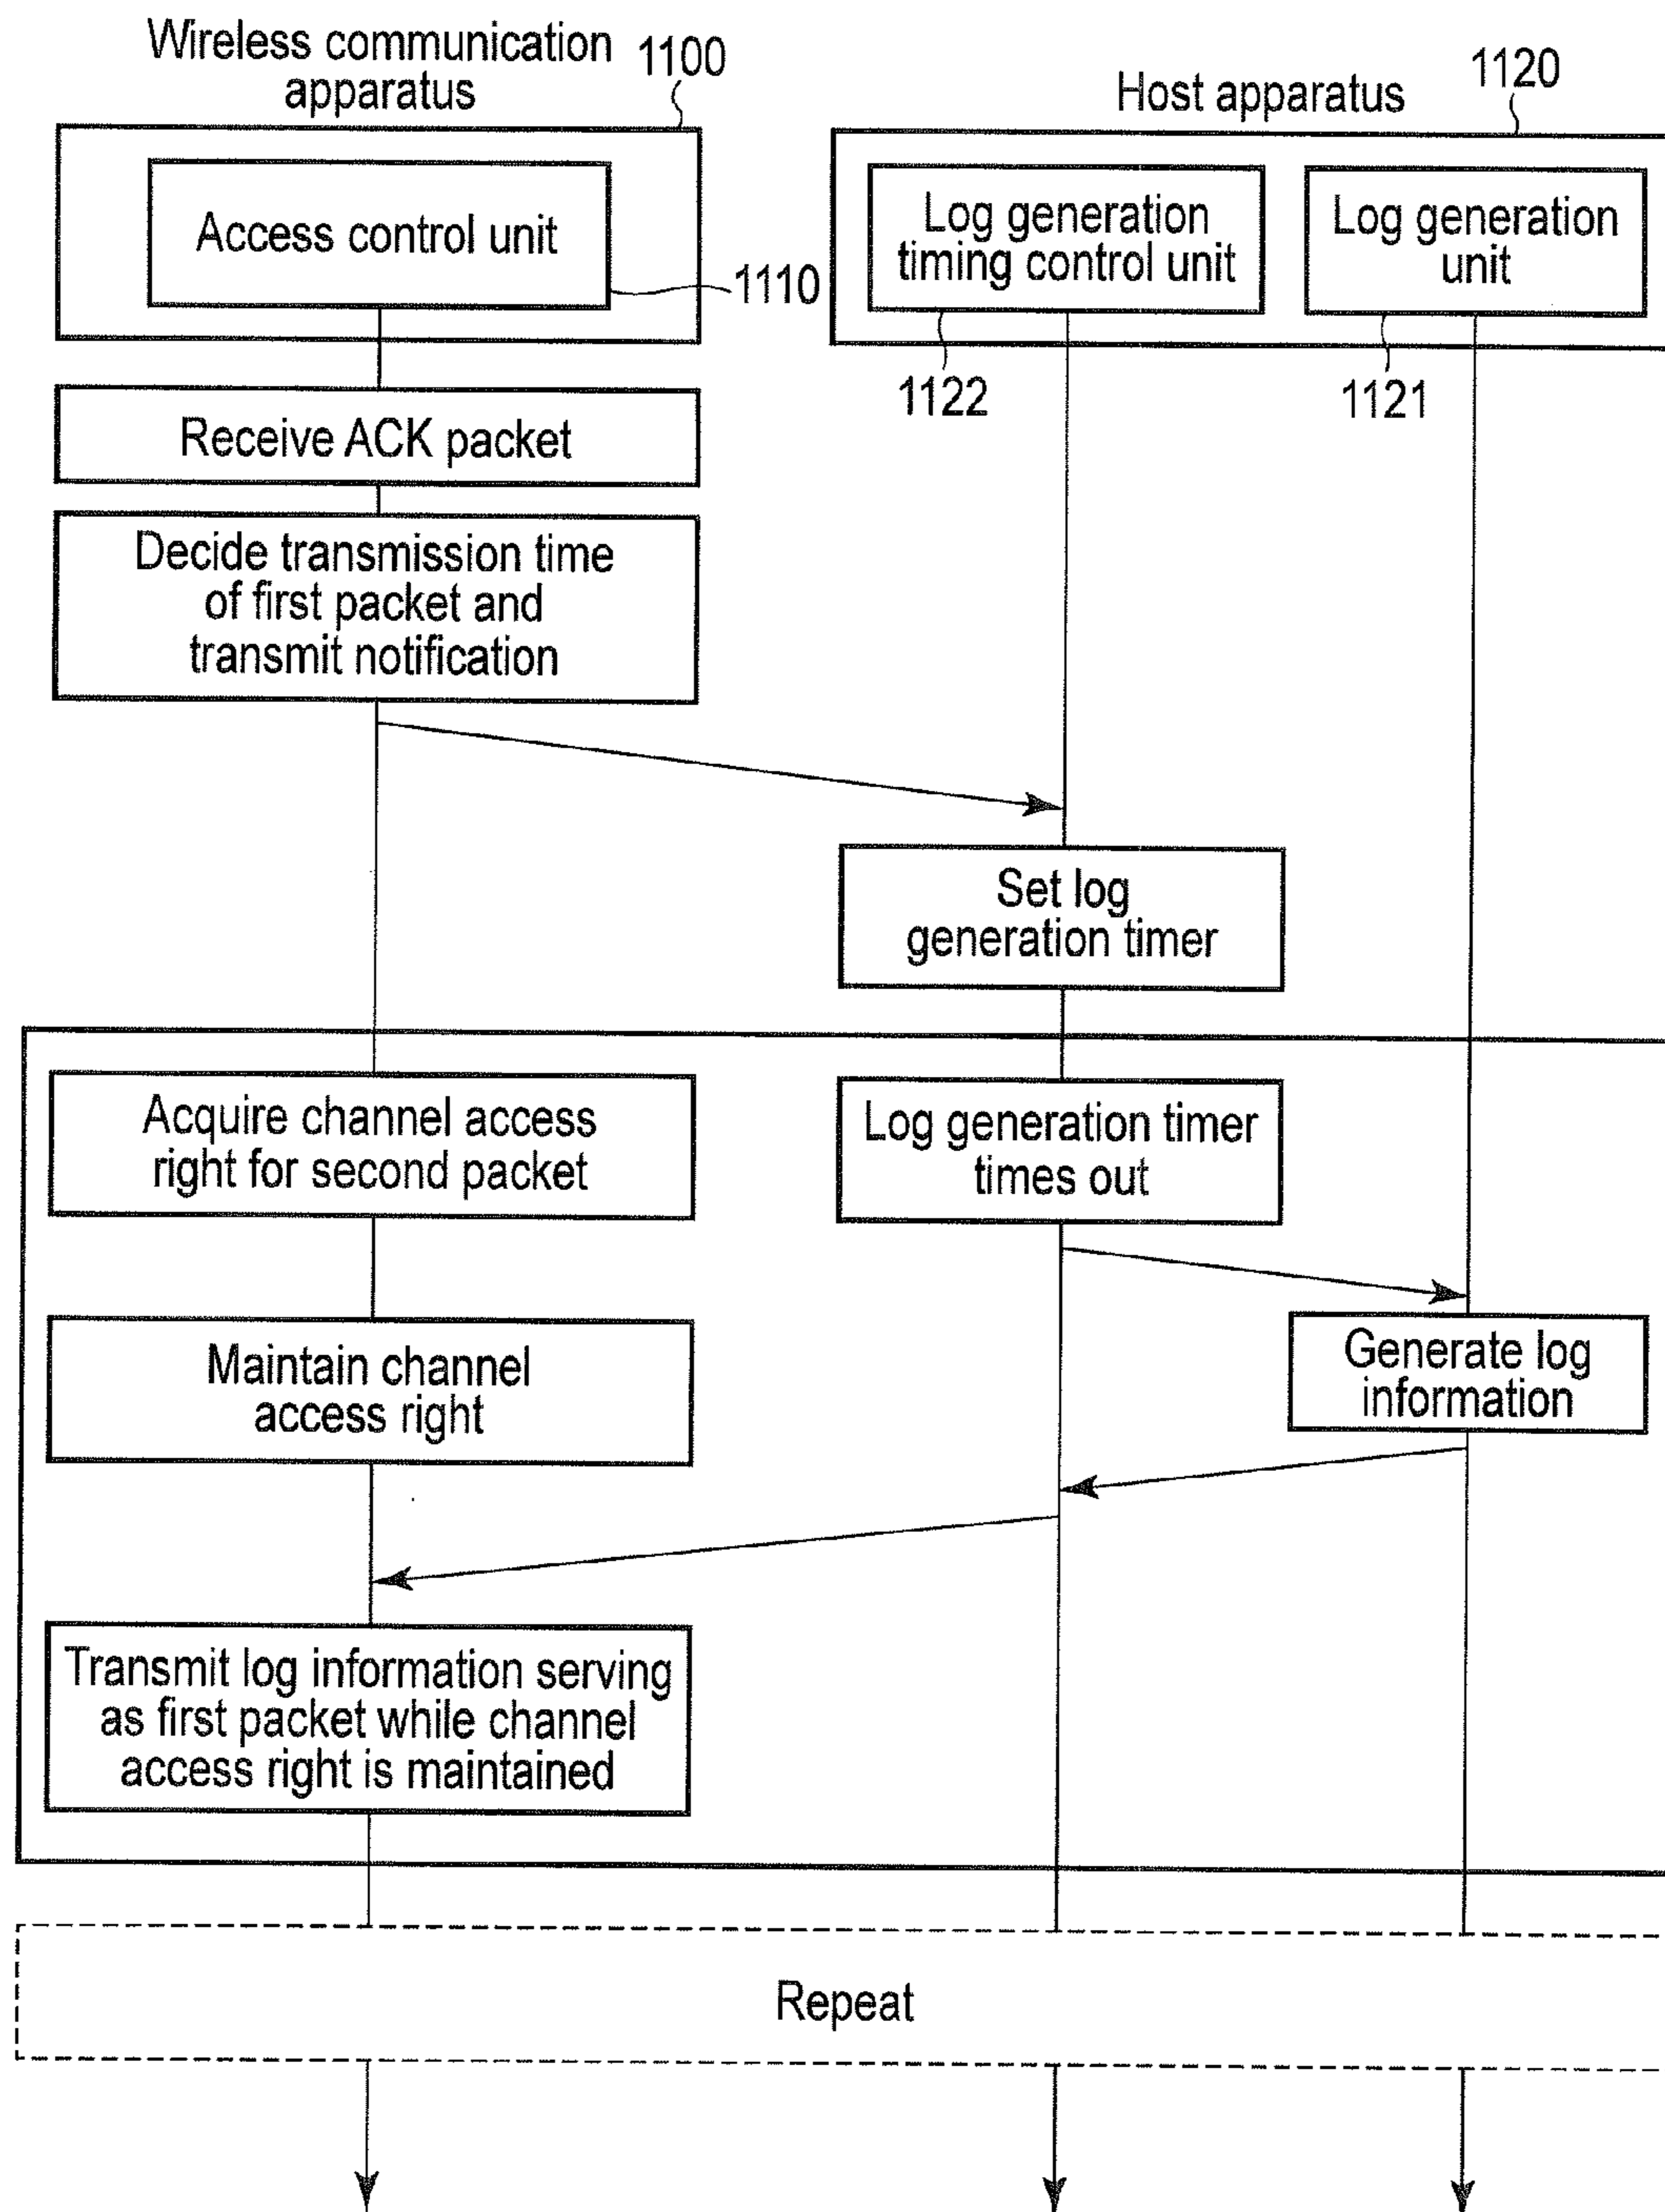 Wireless communication
apparatus
1100
Host apparatus
1120
Access control unit
1110
Log generation
timing control unit
1122
Log generation
unit
1121
Receive ACK packet
Decide transmission time
of first packet and
transmit notification
Set log
generation timer
Acquire channel access
right for second packet
Log generation timer
times out
Maintain channel
access right
Generate log
information
Transmit log information serving
as first packet while channel
access right is maintained
Repeat